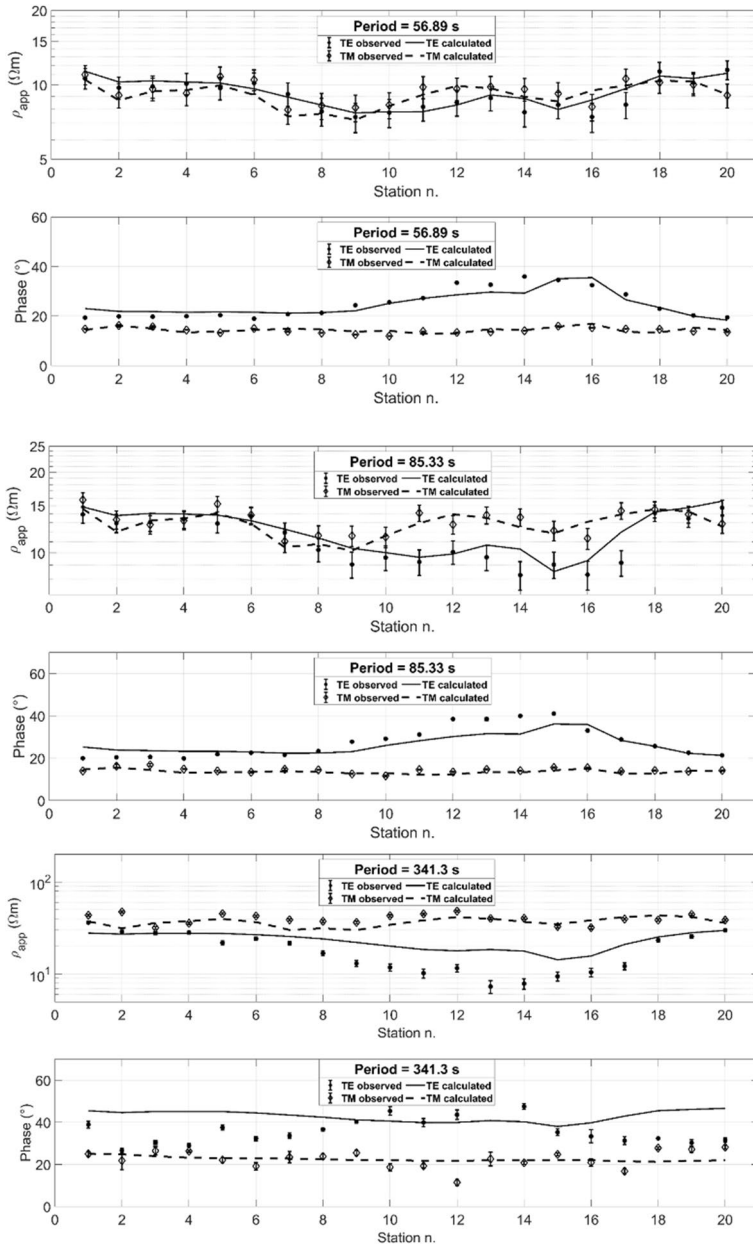 Period = 56.89 s
TE observed TE calculated
TM observed TM calculated
20
15
10
5
ρapp (Ωm)
0 2 4 6 8 10 12 14 16 18 20
Station n.
Period = 56.89 s
TE observed TE calculated
TM observed TM calculated
60
40
20
0
Phase (°)
0 2 4 6 8 10 12 14 16 18 20
Station n.
Period = 85.33 s
TE observed TE calculated
TM observed TM calculated
25
20
15
10
ρapp (Ωm)
0 2 4 6 8 10 12 14 16 18 20
Station n.
Period = 85.33 s
TE observed TE calculated
TM observed TM calculated
60
40
20
0
Phase (°)
0 2 4 6 8 10 12 14 16 18 20
Station n.
Period = 341.3 s
TE observed TE calculated
TM observed TM calculated
10²
10¹
ρapp (Ωm)
0 2 4 6 8 10 12 14 16 18 20
Station n.
Period = 341.3 s
TE observed TE calculated
TM observed TM calculated
60
40
20
0
Phase (°)
0 2 4 6 8 10 12 14 16 18 20
Station n.